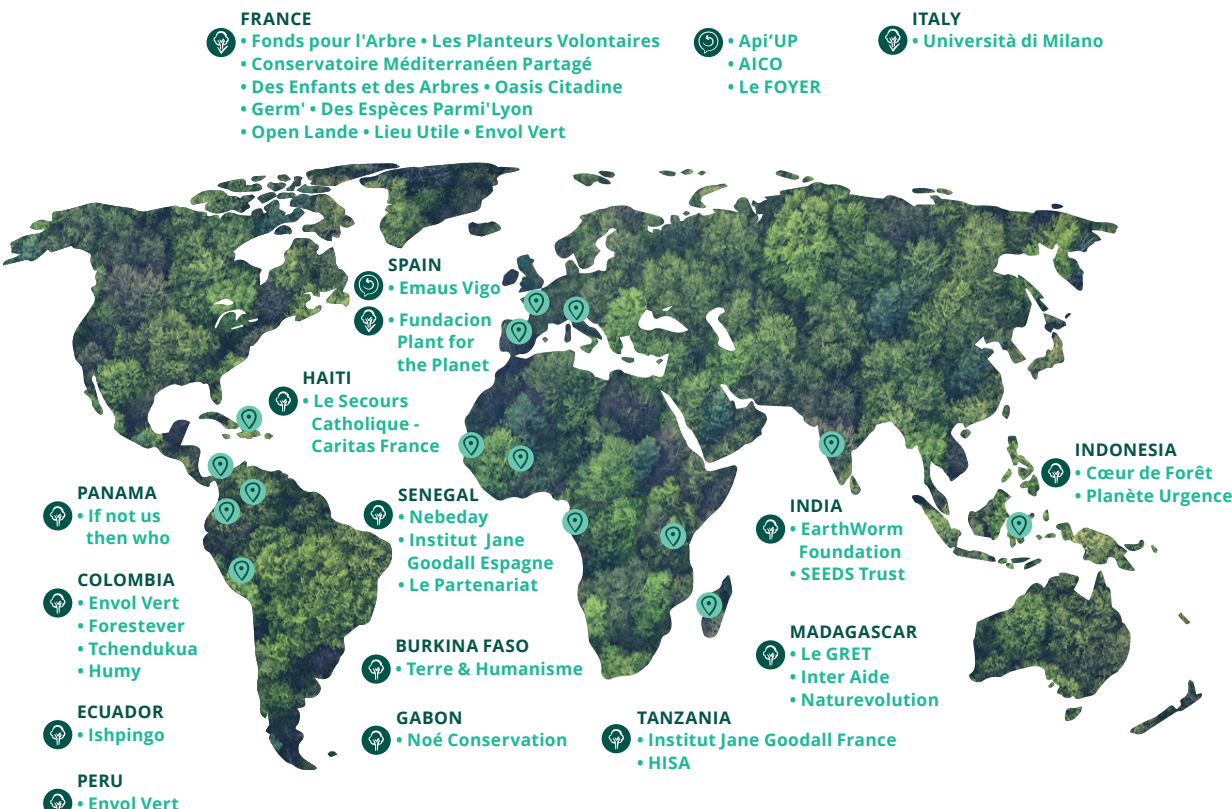 FRANCE
• Fonds pour l'Arbre • Les Planteurs Volontaires
• Conservatoire Méditerranéen Partagé
• Des Enfants et des Arbres • Oasis Citadine
• Germ' • Des Espèces Parmi'Lyon
• Open Lande • Lieu Utile • Envol Vert
• Api’UP
• AICO
• Le FOYER
ITALY
• Università di Milano
SPAIN
• Emaus Vigo
• Fundacion
Plant for
the Planet
HAITI
• Le Secours
Catholique -
Caritas France
PANAMA
• If not us
then who
COLOMBIA
• Envol Vert
• Forestever
• Tchendukua
• Humy
ECUADOR
• Ishpingo
PERU
• Envol Vert
SENEGAL
• Nebeday
• Institut Jane
Goodall Espagne
• Le Partenariat
BURKINA FASO
• Terre & Humanisme
GABON
• Noé Conservation
TANZANIA
• Institut Jane Goodall France
• HISA
INDIA
• EarthWorm
Foundation
• SEEDS Trust
MADAGASCAR
• Le GRET
• Inter Aide
• Naturevolution
INDONESIA
• Cœur de Forêt
• Planète Urgence